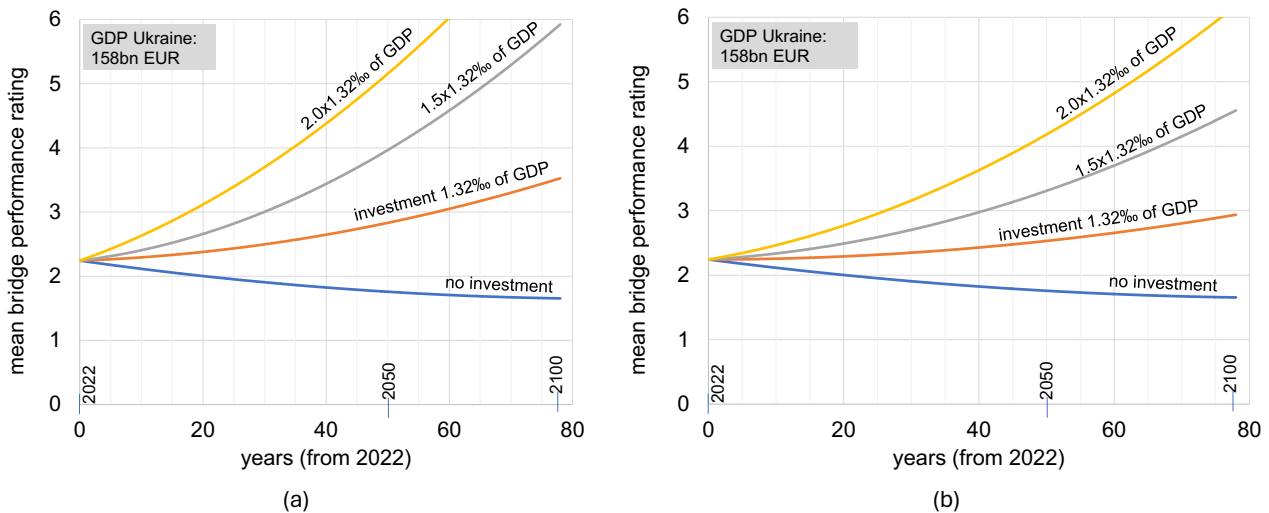 6
5
4
3
2
1
0
mean bridge performance rating
GDP Ukraine:
158bn EUR
2.0x1.32‰ of GDP
1.5x1.32‰ of GDP
investment 1.32‰ of GDP
no investment
2022
2050
2100
0 20 40 60 80
years (from 2022)
(a)
6
5
4
3
2
1
0
mean bridge performance rating
GDP Ukraine:
158bn EUR
2.0x1.32‰ of GDP
1.5x1.32‰ of GDP
investment 1.32‰ of GDP
no investment
2022
2050
2100
0 20 40 60 80
years (from 2022)
(b)